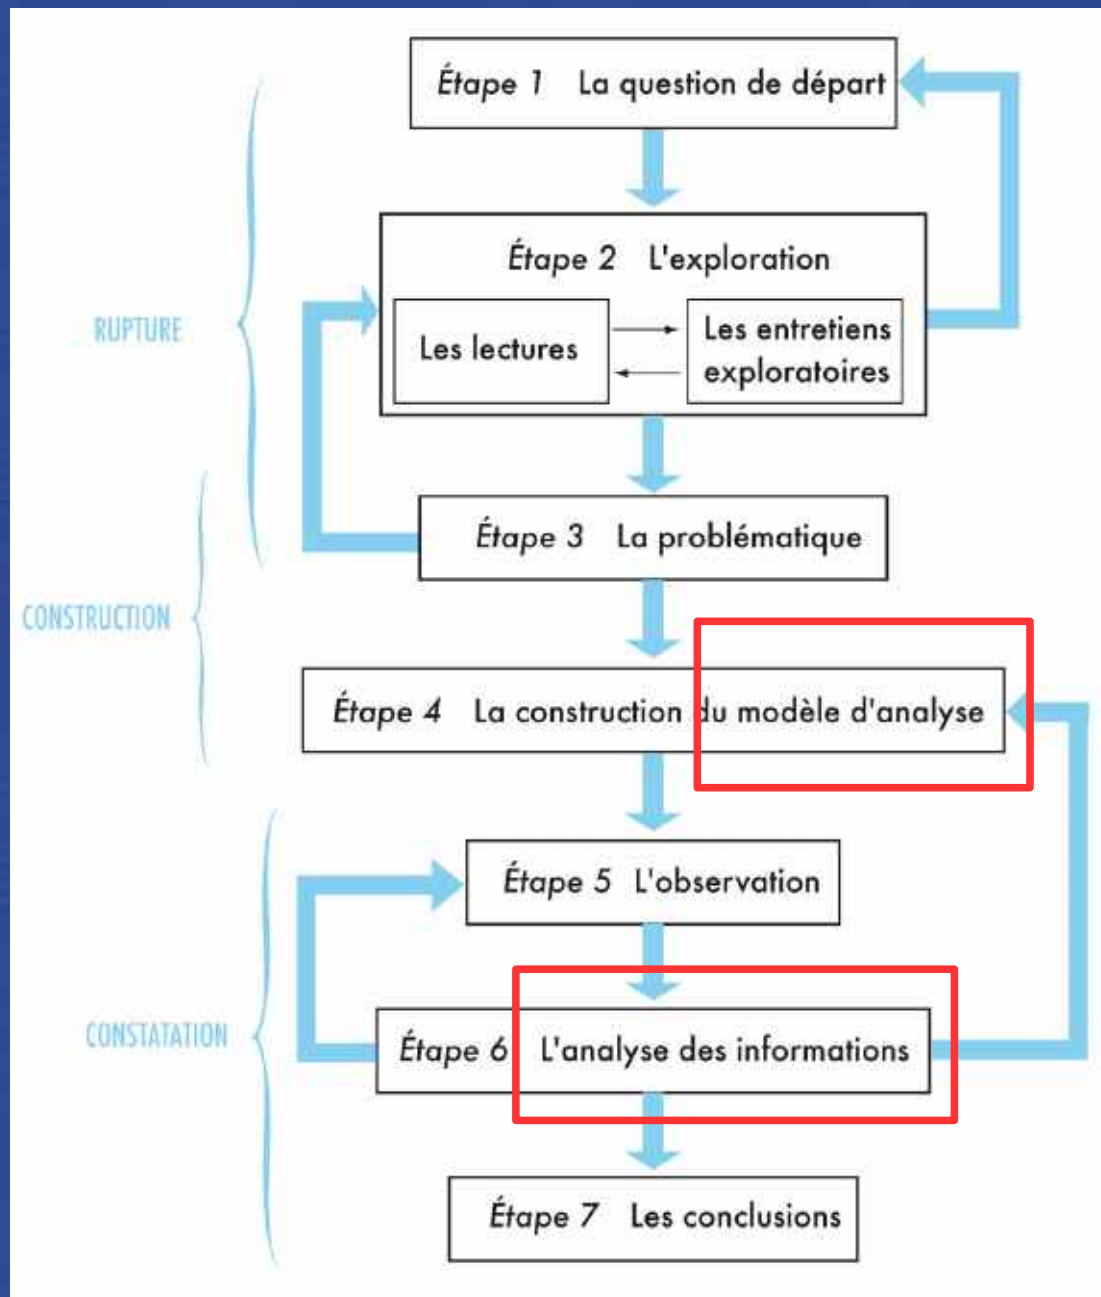 Étape 1 La question de départ
Étape 2 L'exploration
RUPTURE
Les lectures
Les entretiens
exploratoires
Étape 3 La problématique
CONSTRUCTION
Étape 4 La construction du modèle d'analyse
Étape 5 L'observation
CONSTATATION
Étape 6 L'analyse des informations
Étape 7 Les conclusions